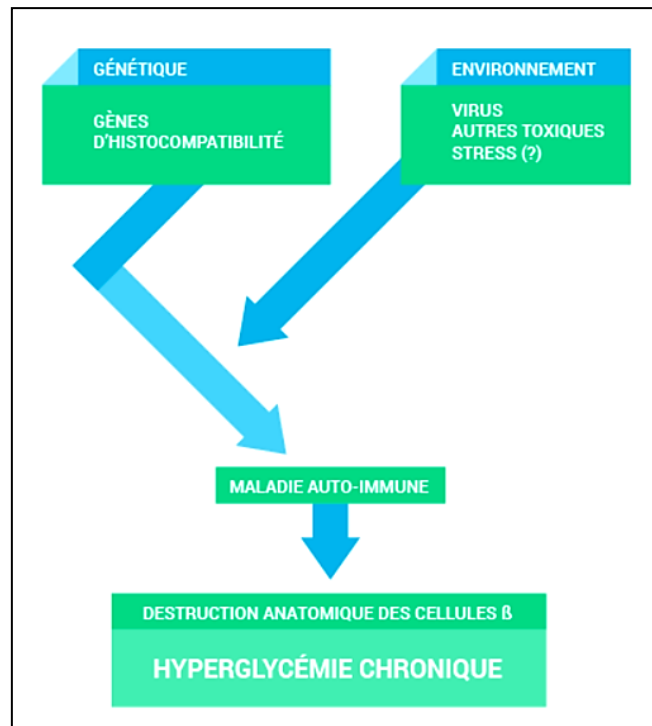 GÉNÉTIQUE
GÈNES
D'HISTOCOMPATIBILITÉ
ENVIRONNEMENT
VIRUS
AUTRES TOXIQUES
STRESS (?)
MALADIE AUTO-IMMUNE
DESTRUCTION ANATOMIQUE DES CELLULES ß
HYPERGLYCÉMIE CHRONIQUE